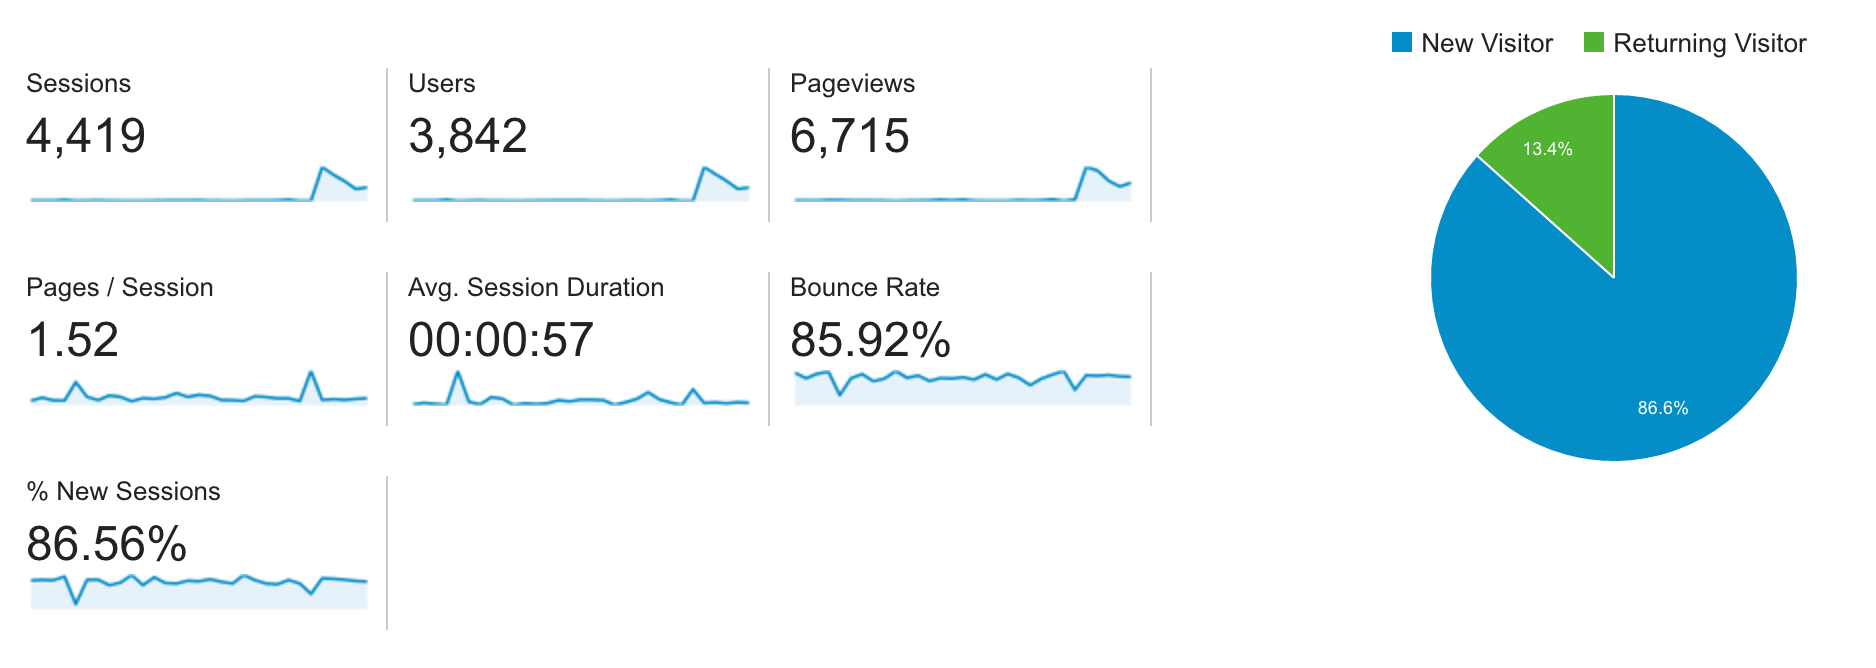 New Visitor
Returning Visitor
Sessions
4,419
Users
3,842
Pageviews
6,715
13.4%
86.6%
Pages / Session
1.52
Avg. Session Duration
00:00:57
Bounce Rate
85.92%
% New Sessions
86.56%